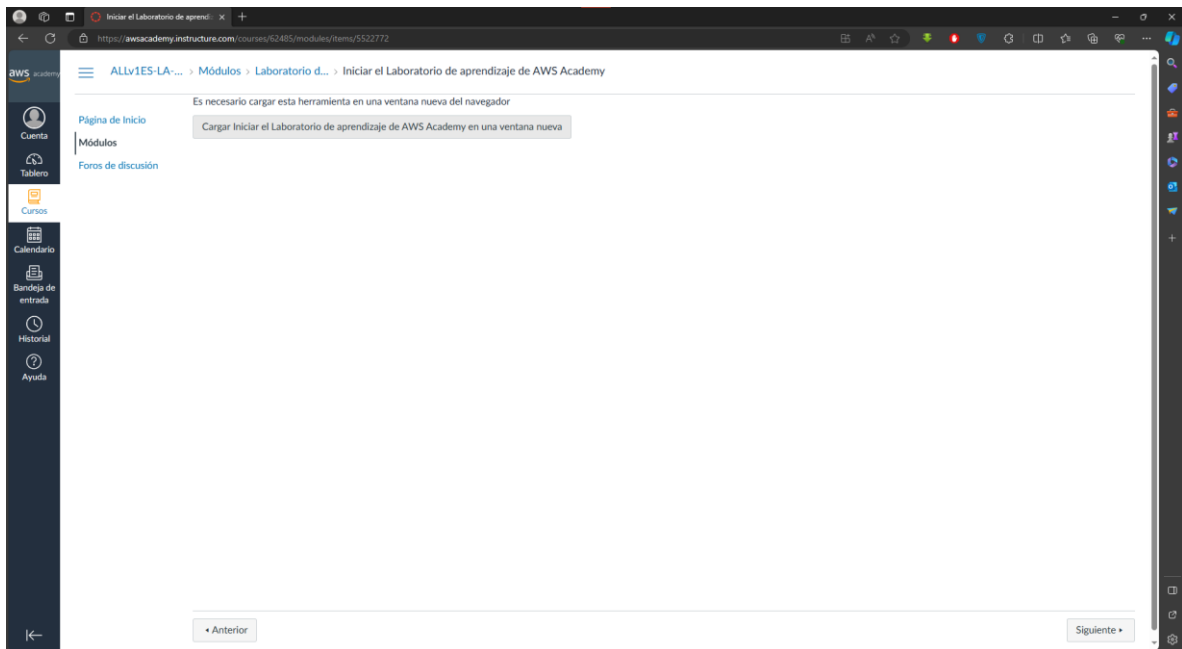 Iniciar el Laboratorio de aprendi
https://awsacademy.instructure.com/courses/62485/modules/items/5522772
aws academy
ALLv1ES-LA-... › Módulos › Laboratorio d... › Iniciar el Laboratorio de aprendizaje de AWS Academy
Es necesario cargar esta herramienta en una ventana nueva del navegador
Cargar Iniciar el Laboratorio de aprendizaje de AWS Academy en una ventana nueva
Página de Inicio
Módulos
Foros de discusión
Cuenta
Tablero
Cursos
Calendario
Bandeja de
entrada
Historial
Ayuda
Anterior
Siguiente